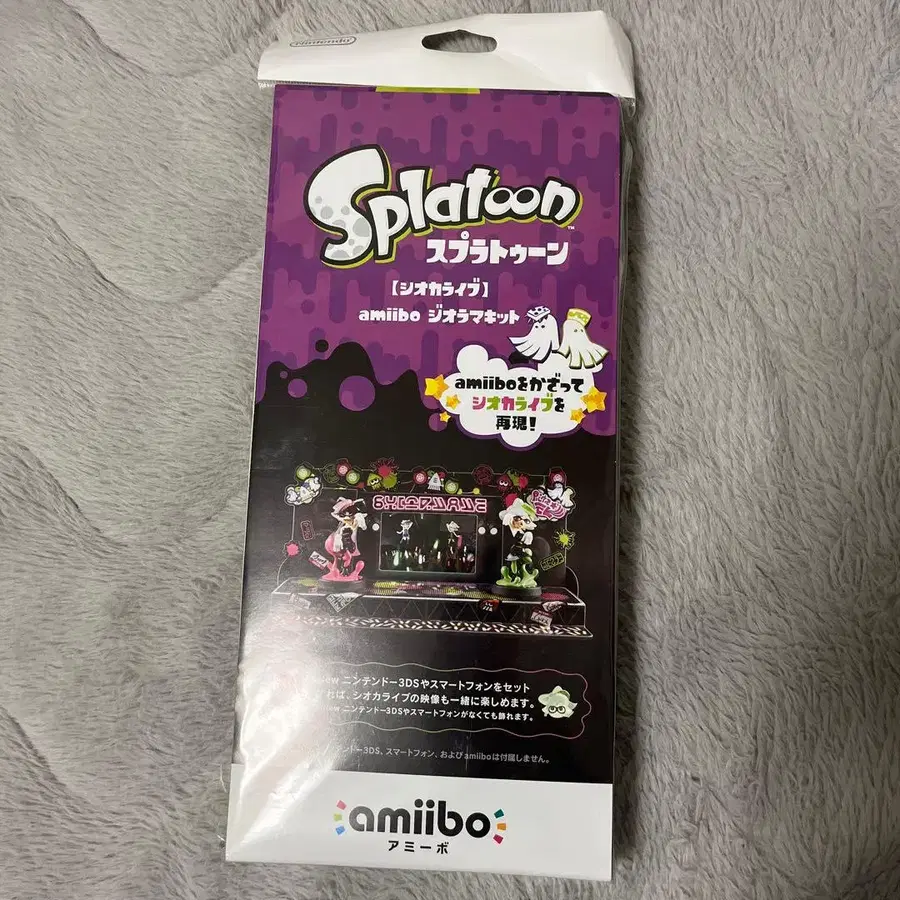 Nintendo
Splatoon™
スプラトゥーン
【シオカライブ】
amiibo ジオラマキット
amiiboをかざって
シオカライブを
再現!
new ニンテンドー3DSやスマートフォンをセット
れば、シオカライブの映像も一緒に楽しめます。
new ニンテンドー3DSやスマートフォンがなくても飾れます。
ンドー3DS、スマートフォン、およびamiiboは付属しません。
amiibo
アミーボ